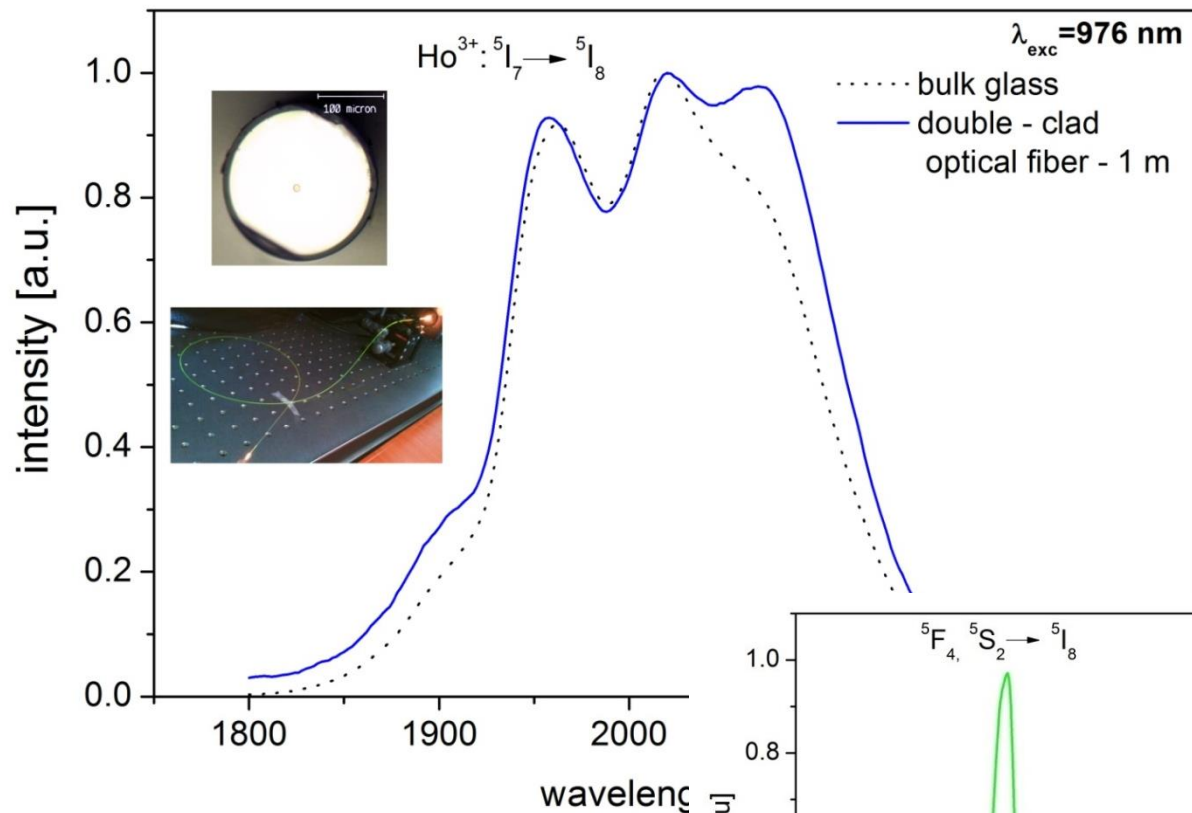 λexc=976 nm
Ho³⁺: ⁵I₇→ ⁵I₈
bulk glass
double - clad
optical fiber - 1 m
100 micron
intensity [a.u.]
1.0
0.8
0.6
0.4
0.2
0.0
1800
1900
2000
⁵F₄, ⁵S₂→ ⁵I₈
1.0
0.8